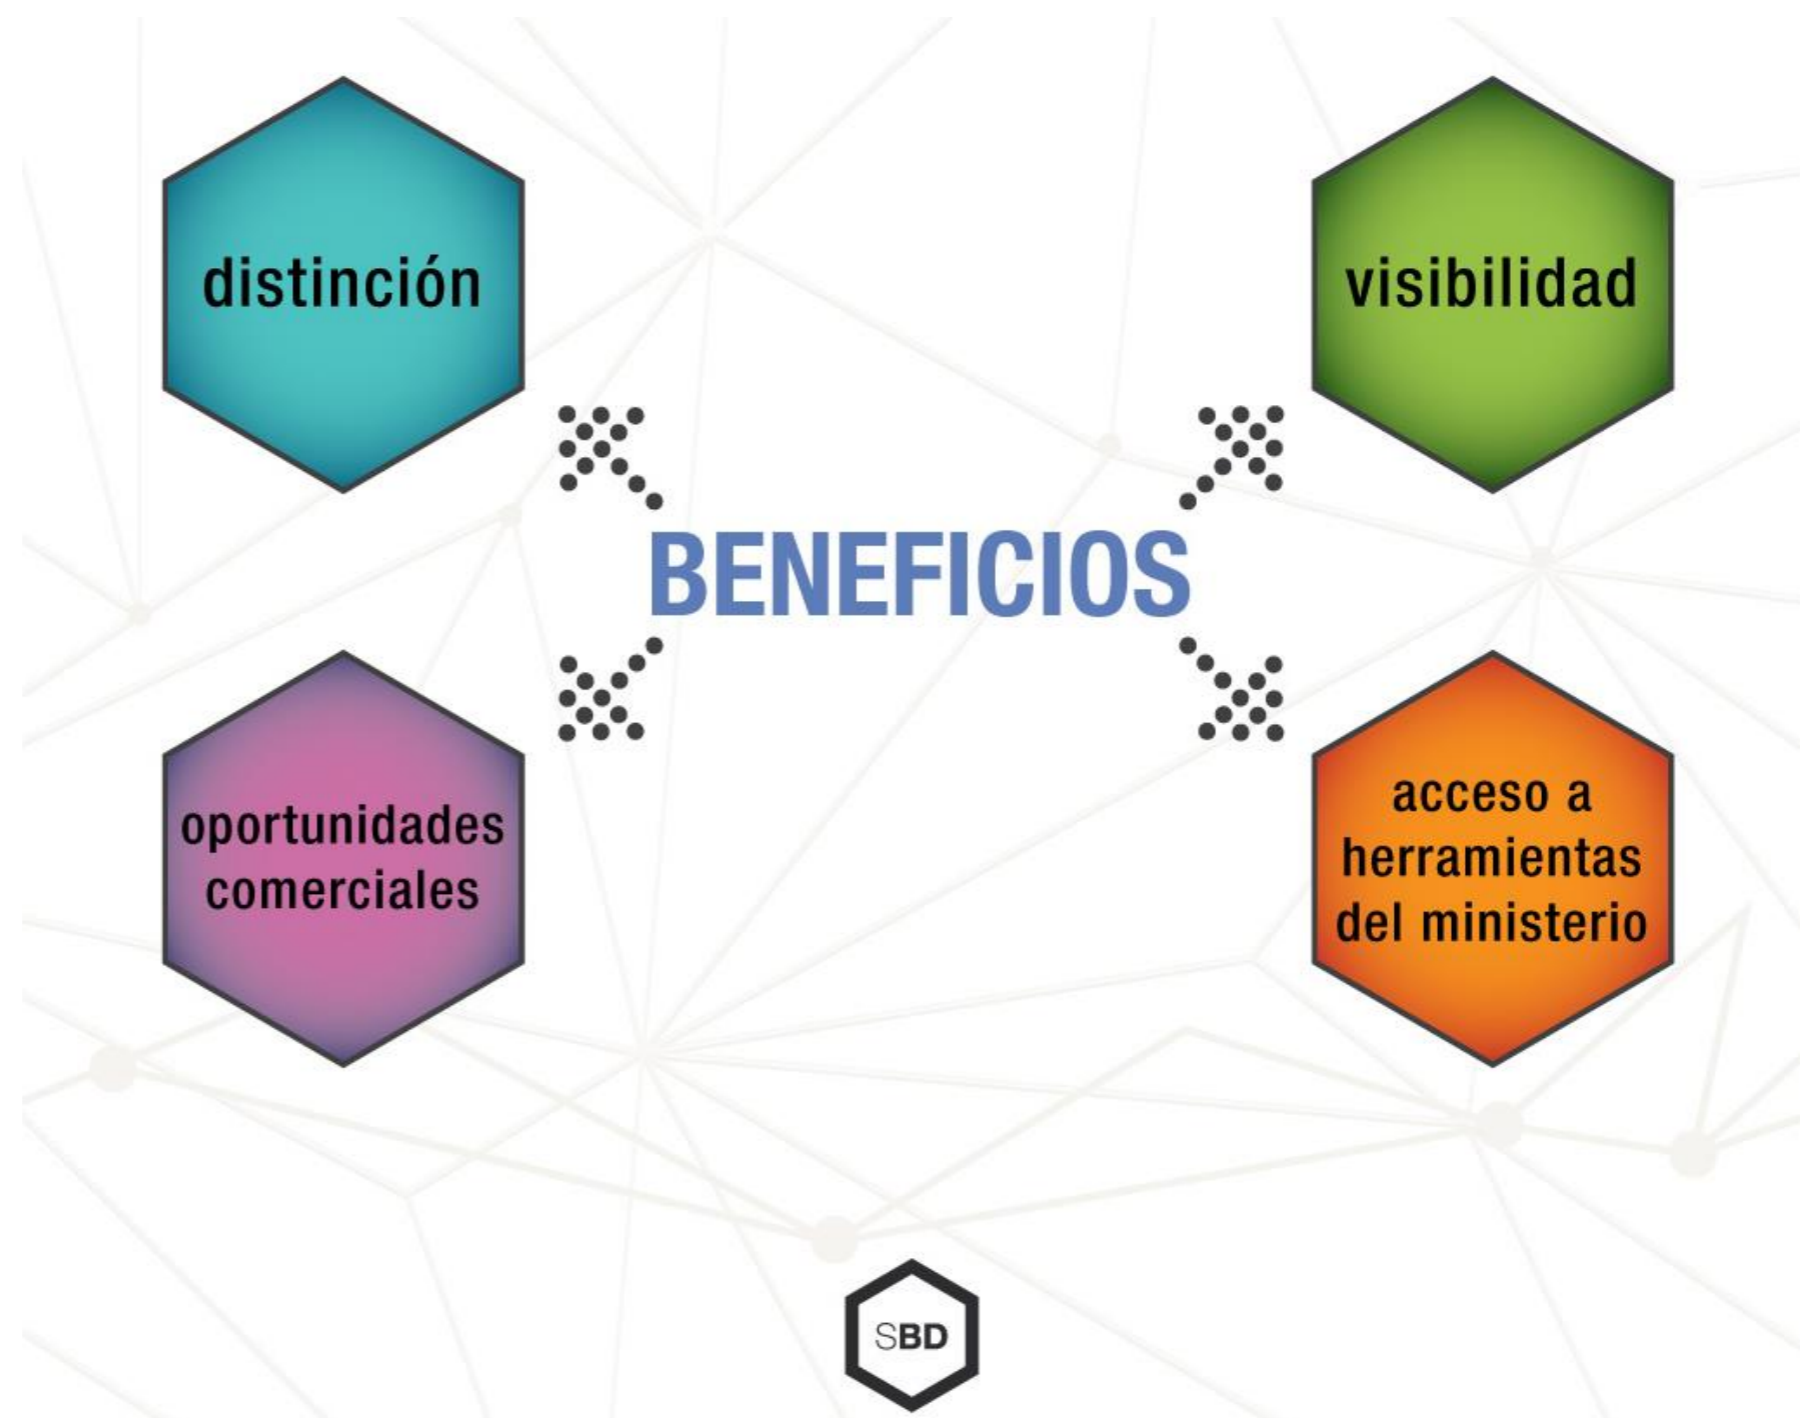 distinción
visibilidad
BENEFICIOS
oportunidades
comerciales
acceso a
herramientas
del ministerio
SBD